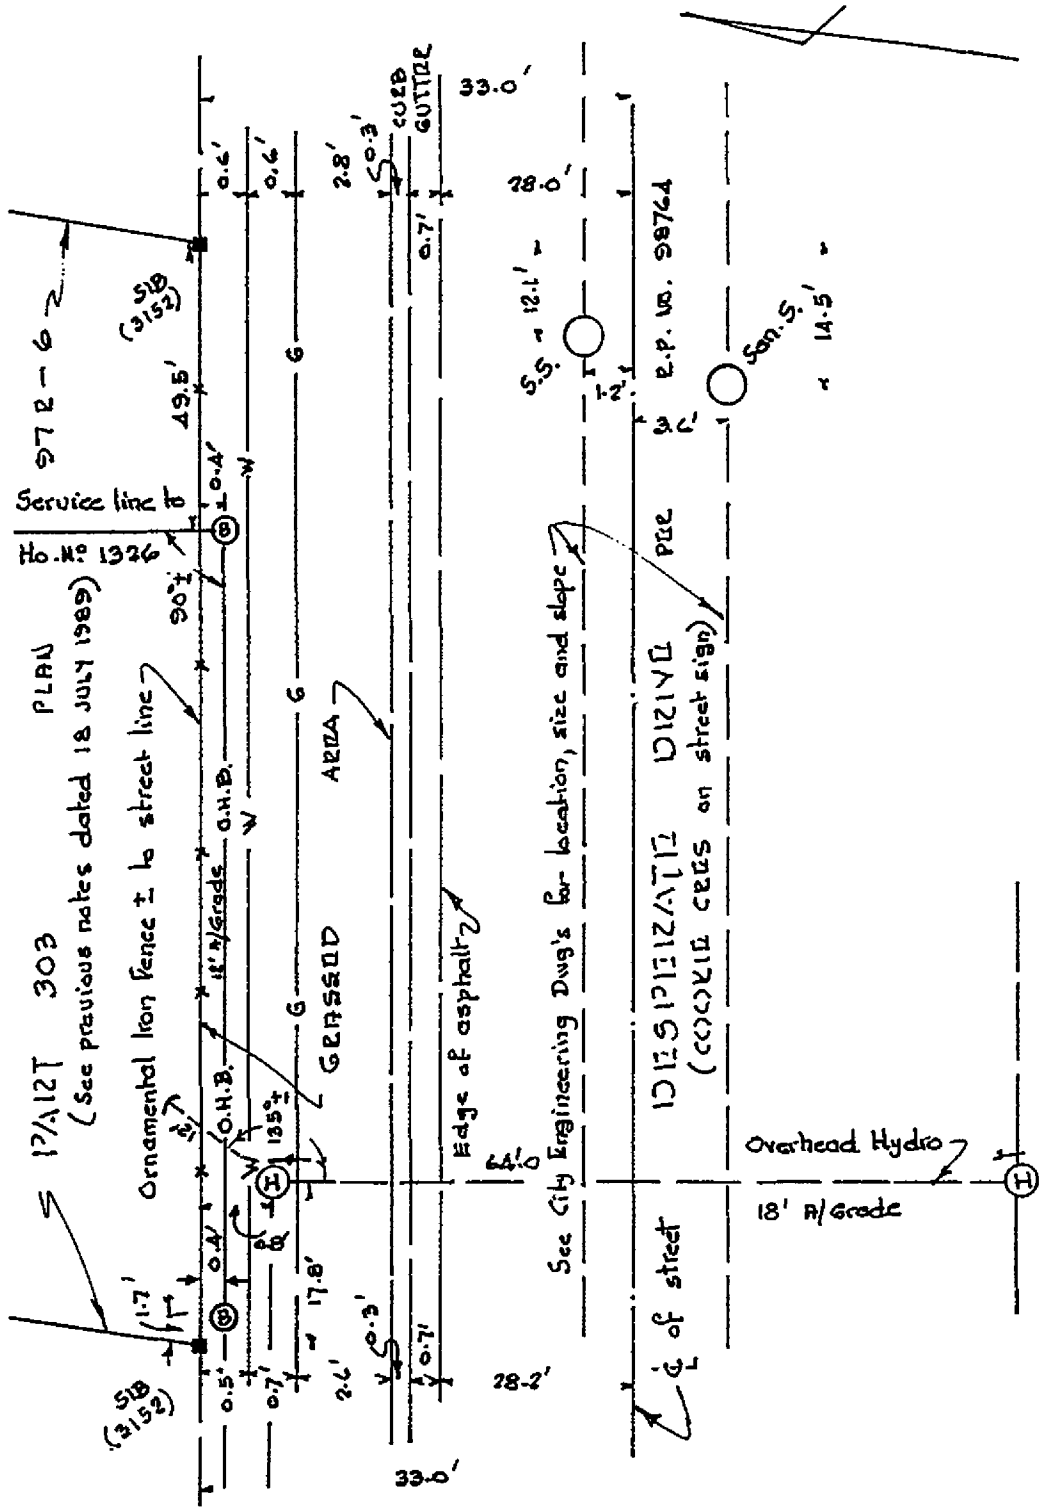 PART 303 PLAN 97R-6
(See previous notes dated 18 JULY 1989)
Service line to
Ho. Nº 1326
Ornamental Iron Fence ± to street line
90°±
SIB
(3152)
SIB
(3152)
1.7'
0.4'
49.5'
0.4'
0.5'
0.7'
2.6'
0.3'
0.7'
28.2'
33.0'
17.8'
O.H.B.
18" A/Grade
O.H.B.
B
B
W
W
W
135°±
H
G
G
G
GRASSED AREA
0.6'
0.6'
2.8'
0.3'
0.7'
28.0'
33.0'
CURB
GUTTER
Edge of asphalt
64.0
See City Engineering Dwg's for location, size and slope
S.S.
12.1'
1.2'
3.6'
San.S.
14.5'
℄ of street
DESPERATE DRIVE PER R.P. NO. 98764
(COOKIE CRES on street sign)
Overhead Hydro
18' A/Grade
H